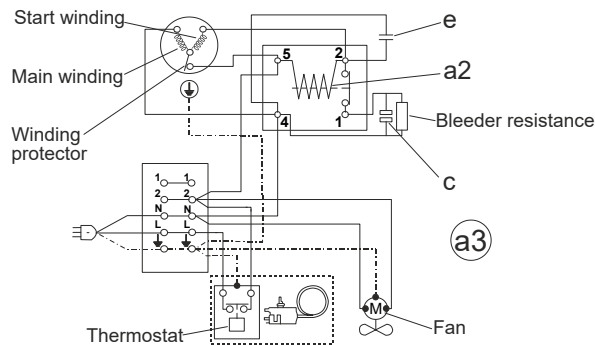 Start winding
e
5
2
a2
Main winding
Bleeder resistance
4
1
Winding
protector
c
1
1
2
2
N
N
L
L
a3
M
Fan
Thermostat